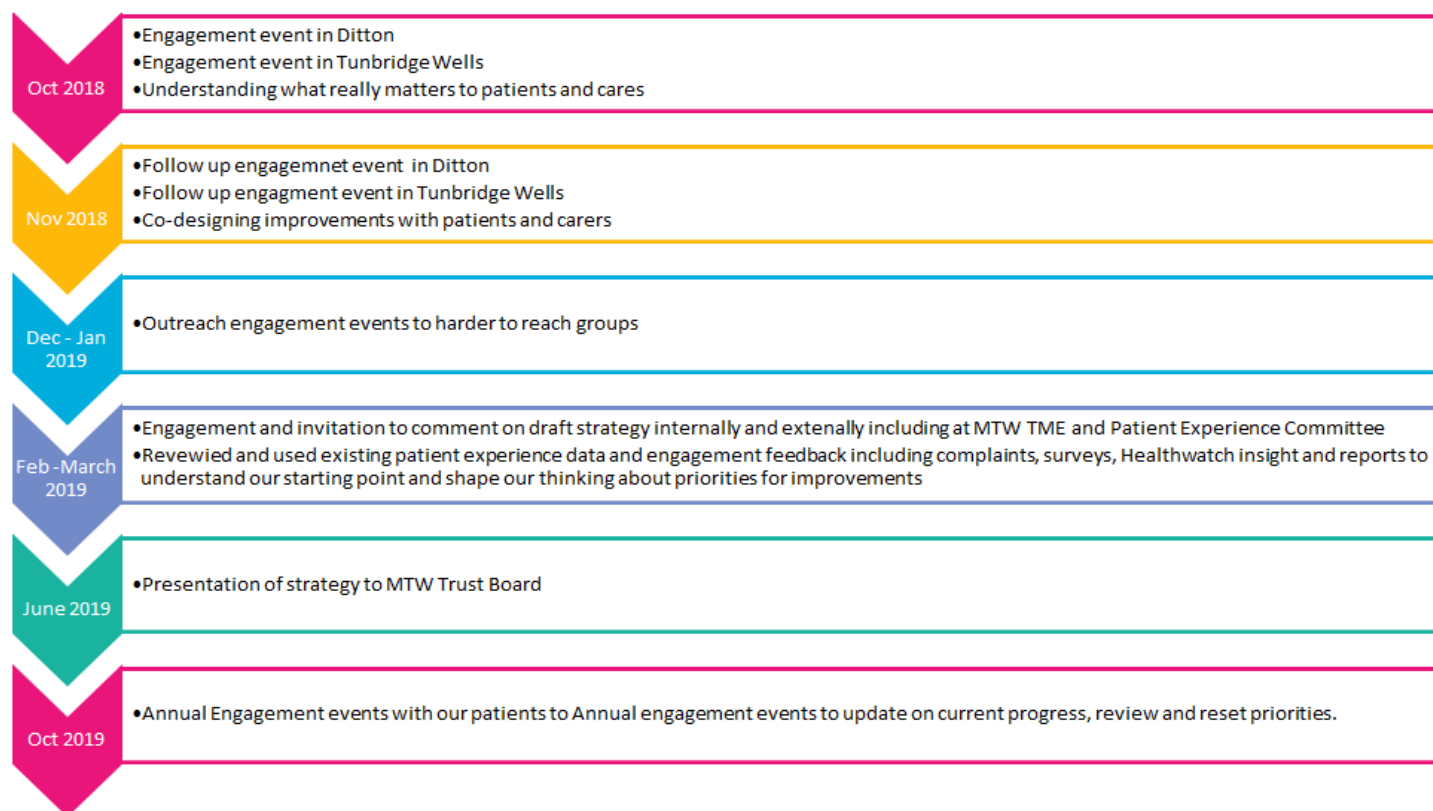 Oct 2018
•Engagement event in Ditton
•Engagement event in Tunbridge Wells
•Understanding what really matters to patients and cares
Nov 2018
•Follow up engagemnet event in Ditton
•Follow up engagment event in Tunbridge Wells
•Co-designing improvements with patients and carers
Dec - Jan
2019
•Outreach engagement events to harder to reach groups
Feb -March
2019
•Engagement and invitation to comment on draft strategy internally and extenally including at MTW TME and Patient Experience Committee
•Revewied and used existing patient experience data and engagement feedback including complaints, surveys, Healthwatch insight and reports to
understand our starting point and shape our thinking about priorities for improvements
June 2019
•Presentation of strategy to MTW Trust Board
Oct 2019
•Annual Engagement events with our patients to Annual engagement events to update on current progress, review and reset priorities.